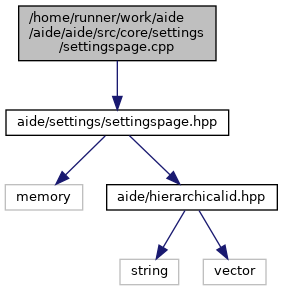 /home/runner/work/aide
/aide/aide/src/core/settings
/settingspage.cpp
aide/settings/settingspage.hpp
memory
aide/hierarchicalid.hpp
string
vector